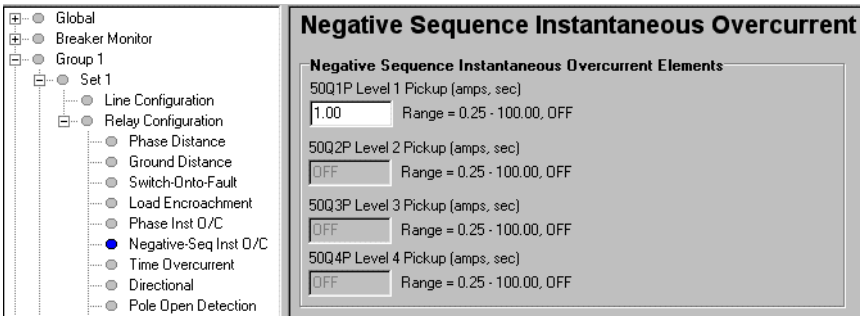 Global
Breaker Monitor
Group 1
Set 1
Line Configuration
Relay Configuration
Phase Distance
Ground Distance
Switch-Onto-Fault
Load Encroachment
Phase Inst O/C
Negative-Seq Inst O/C
Time Overcurrent
Directional
Pole Open Detection
Negative Sequence Instantaneous Overcurrent
Negative Sequence Instantaneous Overcurrent Elements
50Q1P Level 1 Pickup (amps, sec)
1.00 Range = 0.25 - 100.00, OFF
50Q2P Level 2 Pickup (amps, sec)
OFF Range = 0.25 - 100.00, OFF
50Q3P Level 3 Pickup (amps, sec)
OFF Range = 0.25 - 100.00, OFF
50Q4P Level 4 Pickup (amps, sec)
OFF Range = 0.25 - 100.00, OFF